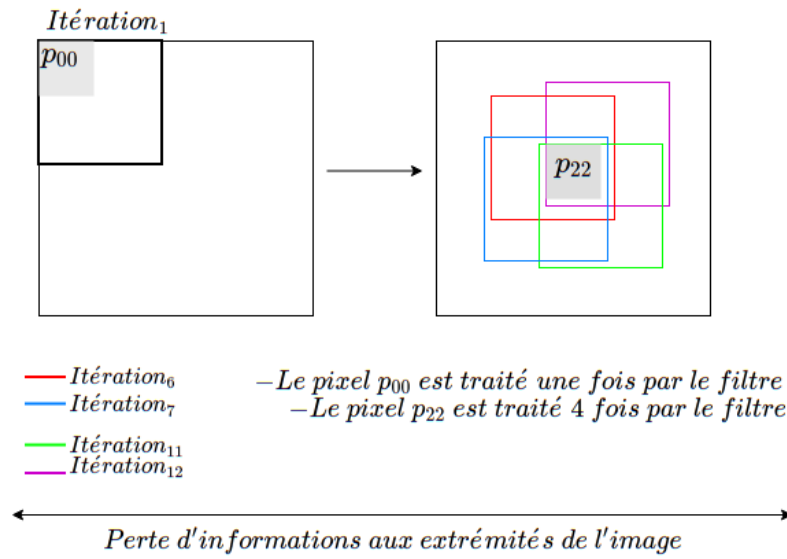 Itération₁
p₀₀
p₂₂
Itération₆
Itération₇
Itération₁₁
Itération₁₂
−Le pixel p₀₀ est traité une fois par le filtre
−Le pixel p₂₂ est traité 4 fois par le filtre
Perte d'informations aux extrémités de l'image